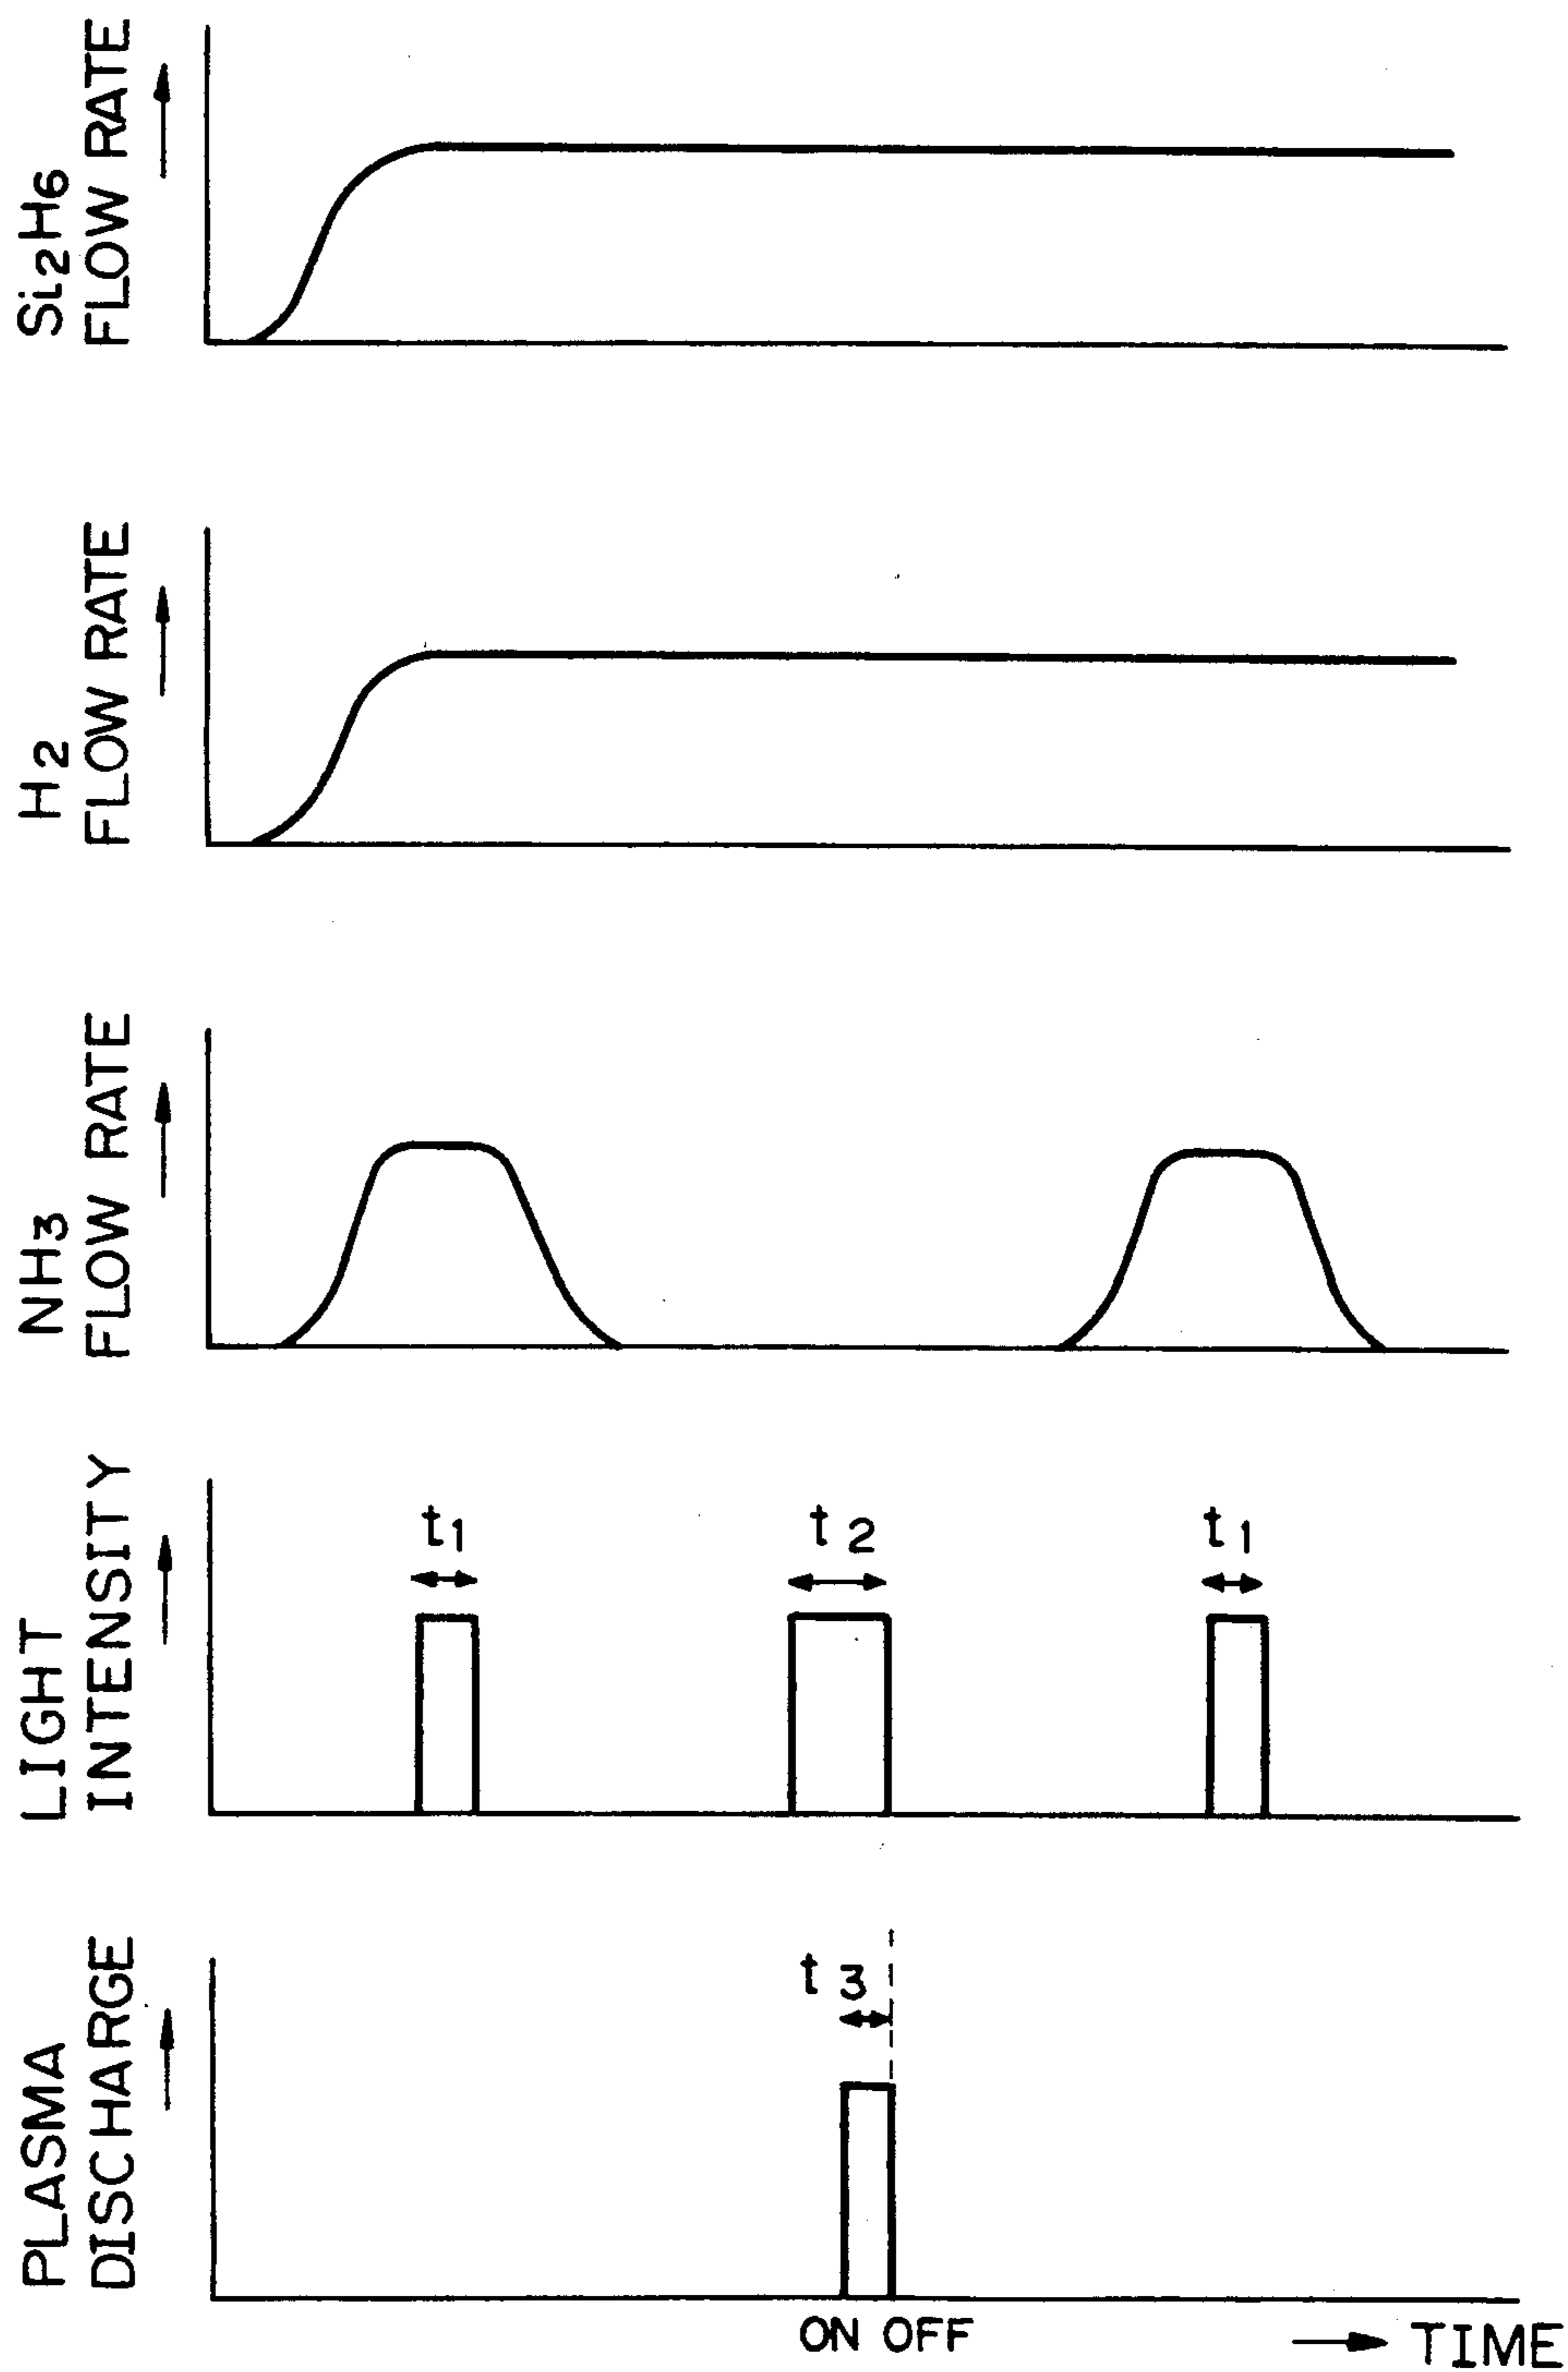 Si2H6
FLOW RATE
H2
FLOW RATE
NH3
FLOW RATE
LIGHT
INTENSITY
t1
t2
t1
PLASMA
DISCHARGE
t3
ON OFF
TIME